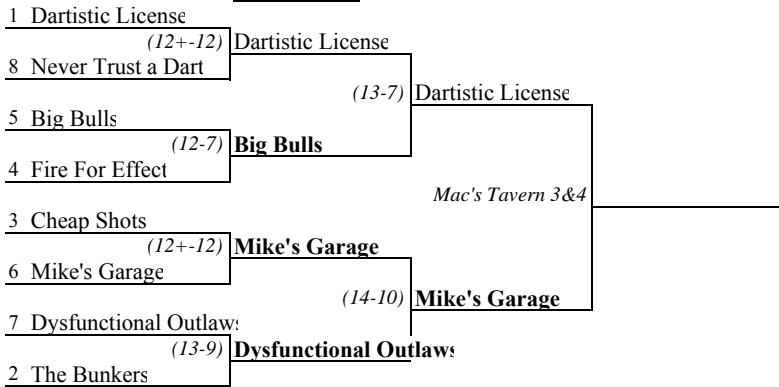 1 Dartistic License
(12+-12) Dartistic License
8 Never Trust a Dart
(13-7) Dartistic License
5 Big Bulls
(12-7) Big Bulls
4 Fire For Effect
Mac's Tavern 3&4
3 Cheap Shots
(12+-12) Mike's Garage
6 Mike's Garage
(14-10) Mike's Garage
7 Dysfunctional Outlaws
(13-9) Dysfunctional Outlaws
2 The Bunkers